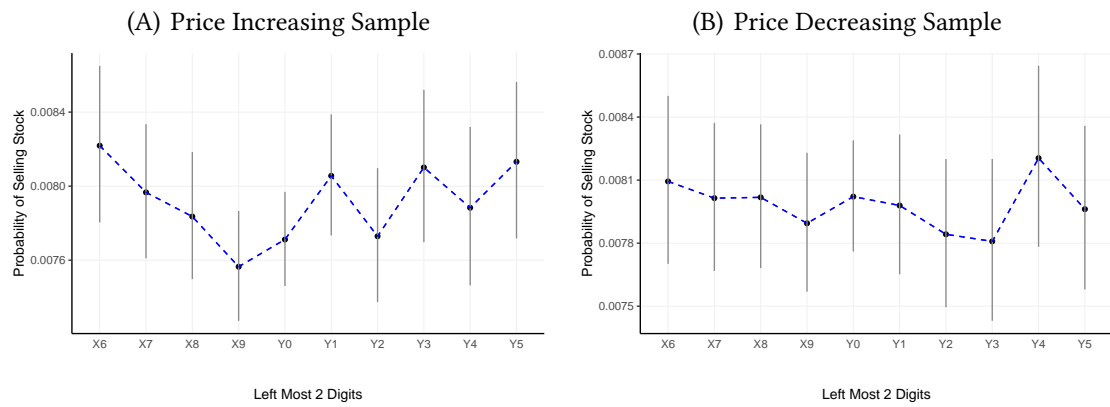 (A) Price Increasing Sample
Probability of Selling Stock
0.0084
0.0080
0.0076
X6 X7 X8 X9 Y0 Y1 Y2 Y3 Y4 Y5
Left Most 2 Digits
(B) Price Decreasing Sample
Probability of Selling Stock
0.0087
0.0084
0.0081
0.0078
0.0075
X6 X7 X8 X9 Y0 Y1 Y2 Y3 Y4 Y5
Left Most 2 Digits